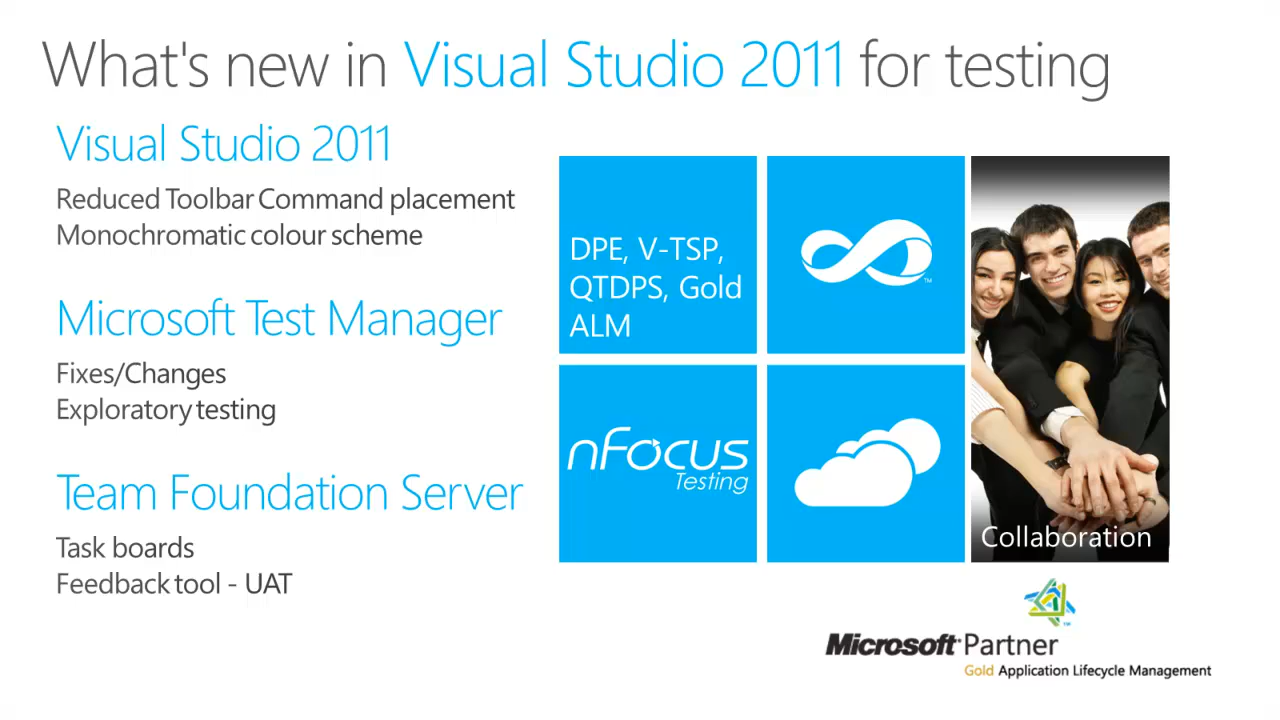 What's new in Visual Studio 2011 for testing
Visual Studio 2011
Reduced Toolbar Command placement
Monochromatic colour scheme
Microsoft Test Manager
Fixes/Changes
Exploratory testing
Team Foundation Server
Task boards
Feedback tool - UAT
DPE, V-TSP,
QTDPS, Gold
ALM
TM
nFocus
Testing
Collaboration
TM
Microsoft Partner
Gold Application Lifecycle Management